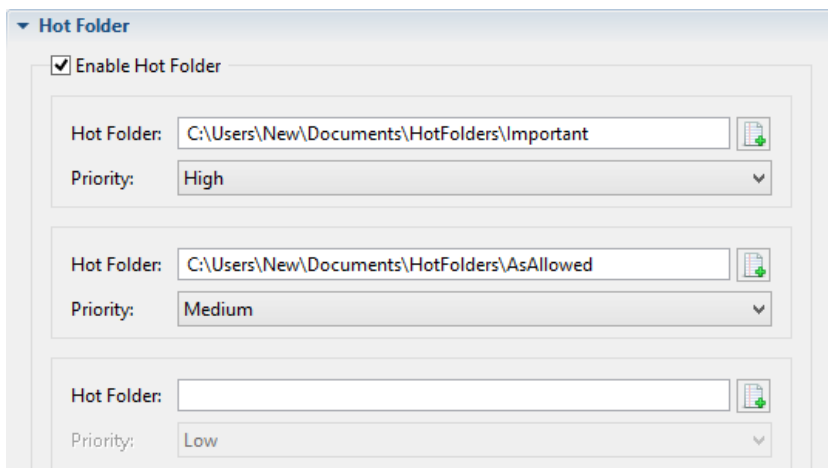 Hot Folder
Enable Hot Folder
Hot Folder: C:\Users\New\Documents\HotFolders\Important
Priority: High
Hot Folder: C:\Users\New\Documents\HotFolders\AsAllowed
Priority: Medium
Hot Folder:
Priority: Low